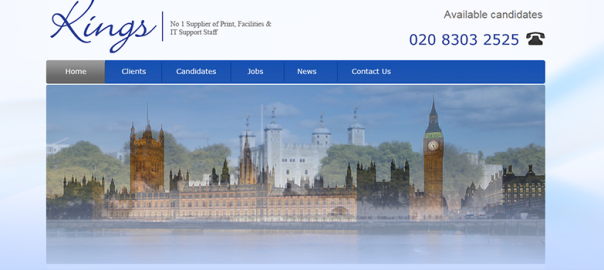 Kings
No 1 Supplier of Print, Facilities &
IT Support Staff
Available candidates
020 8303 2525
Home Clients Candidates Jobs News Contact Us